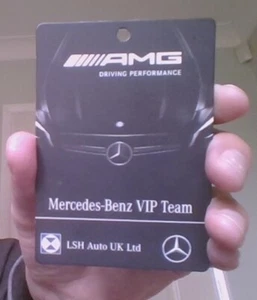 AMG
DRIVING PERFORMANCE
Mercedes-Benz VIP Team
LSH Auto UK Ltd